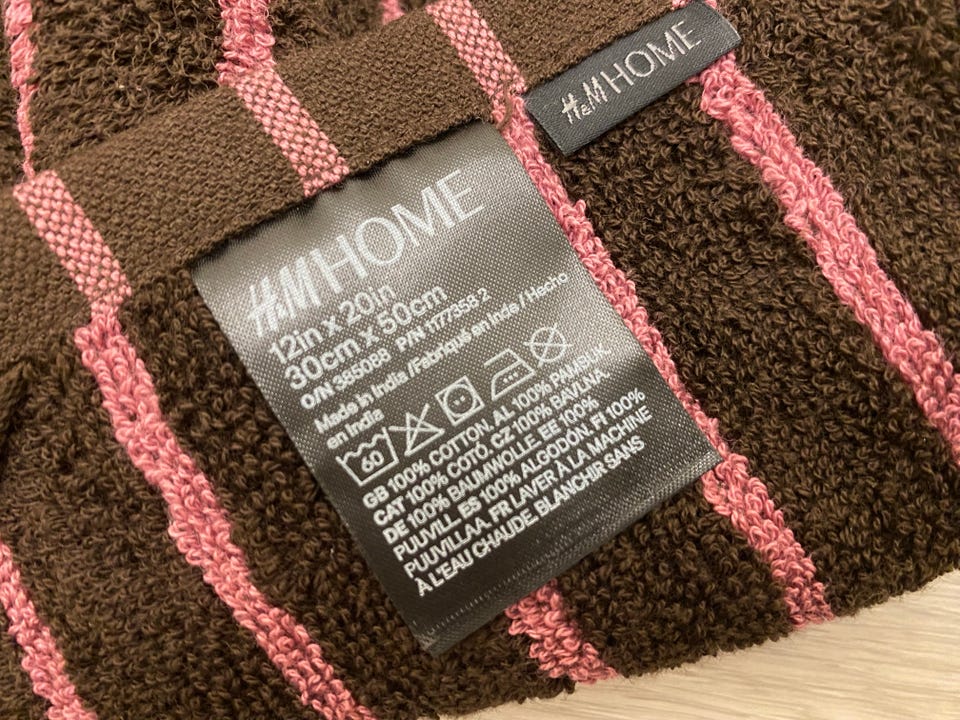 H&M HOME
H&M HOME
12in x 20in
30cm x 50cm
O/N 385088 P/N 1177358 2
Made in India /Fabriqué en Inde / Hecho
en India
60
GB 100% COTTON. AL 100% PAMBUK.
CAT 100% COTÓ. CZ 100% BAVLNA.
DE 100% BAUMWOLLE. EE 100%
PUUVILL. ES 100% ALGODÓN. FI 100%
PUUVILLAA. FR LAVER À LA MACHINE
À L'EAU CHAUDE BLANCHIR SANS